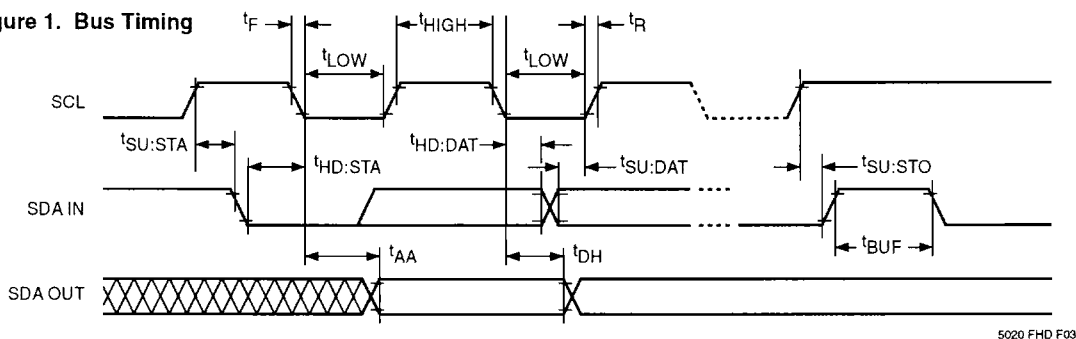 gure 1. Bus Timing
tF
tHIGH
tR
tLOW
tLOW
SCL
tSU:STA
tHD:STA
tHD:DAT
tSU:DAT
tSU:STO
SDA IN
tBUF
tAA
tDH
SDA OUT
5020 FHD F03